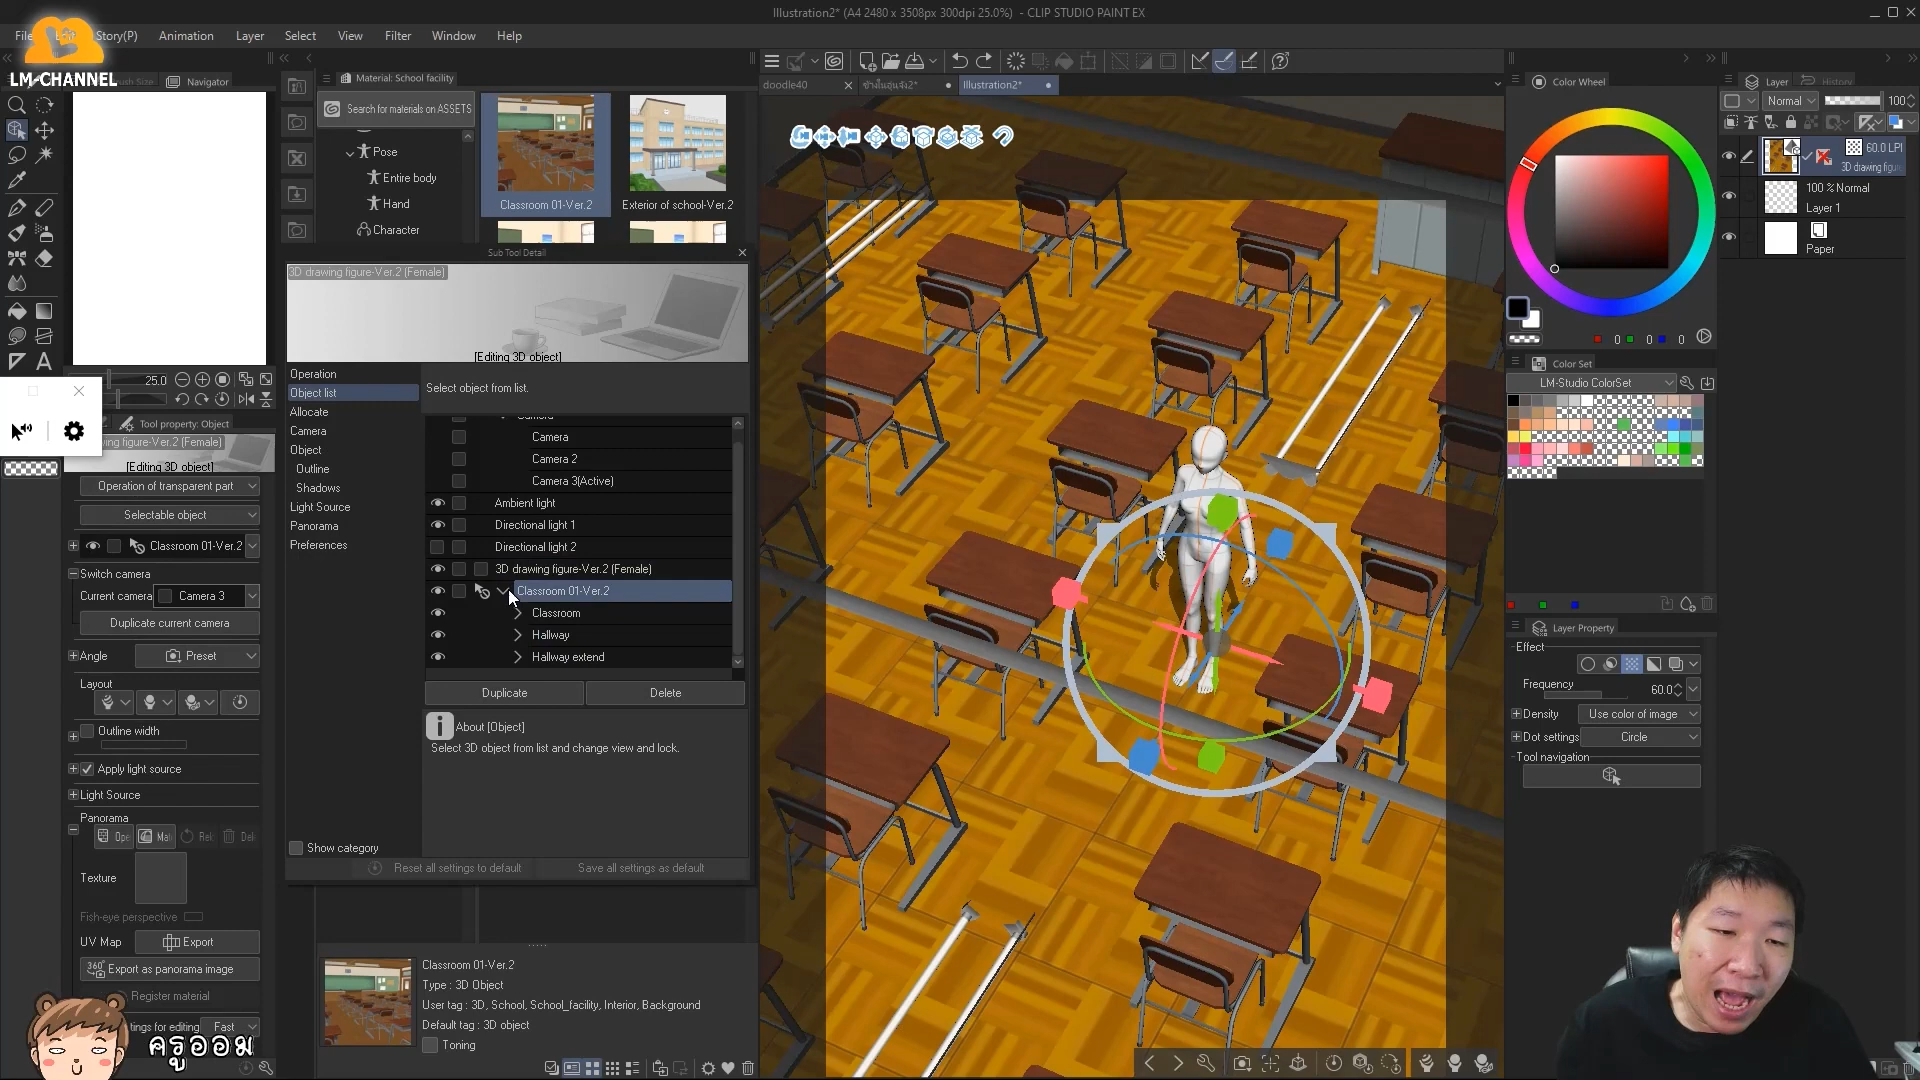 Illustration2* (A4 2480 x 3508px 300dpi 25.0%) - CLIP STUDIO PAINT EX
Story(P)
Animation
Layer
Select
View
Filter
Window
Help
LM-CHANNEL
Navigator
Material: School facility
Search for materials on ASSETS
Pose
Entire body
Hand
Character
Classroom 01-Ver.2
Exterior of school-Ver.2
doodle40
Illustration2*
Color Wheel
Layer
History
Normal
100
60.0 LPI
3D drawing figure
100 % Normal
Layer 1
Paper
Sub Tool Detail
3D drawing figure-Ver.2 (Female)
[Editing 3D object]
Operation
Object list
Allocate
Camera
Object
Outline
Shadows
Light Source
Panorama
Preferences
Select object from list.
Camera
Camera
Camera 2
Camera 3(Active)
Ambient light
Directional light 1
Directional light 2
3D drawing figure-Ver.2 (Female)
Classroom 01-Ver.2
Classroom
Hallway
Hallway extend
Duplicate
Delete
About [Object]
Select 3D object from list and change view and lock.
Show category
Reset all settings to default
Save all settings as default
25.0
Tool property: Object
figure-Ver.2 (Female)
[Editing 3D object]
Operation of transparent part
Selectable object
Classroom 01-Ver.2
Switch camera
Current camera
Camera 3
Duplicate current camera
Angle
Preset
Layout
Outline width
Apply light source
Light Source
Panorama
Texture
Fish-eye perspective
UV Map
Export
Export as panorama image
Register material
Fast
ครูออม
Classroom 01-Ver.2
Type : 3D Object
User tag : 3D, School, School_facility, Interior, Background
Default tag : 3D object
Toning
0
0
0
Color Set
LM-Studio ColorSet
Layer Property
Effect
Frequency
60.0
Density
Use color of image
Dot settings
Circle
Tool navigation